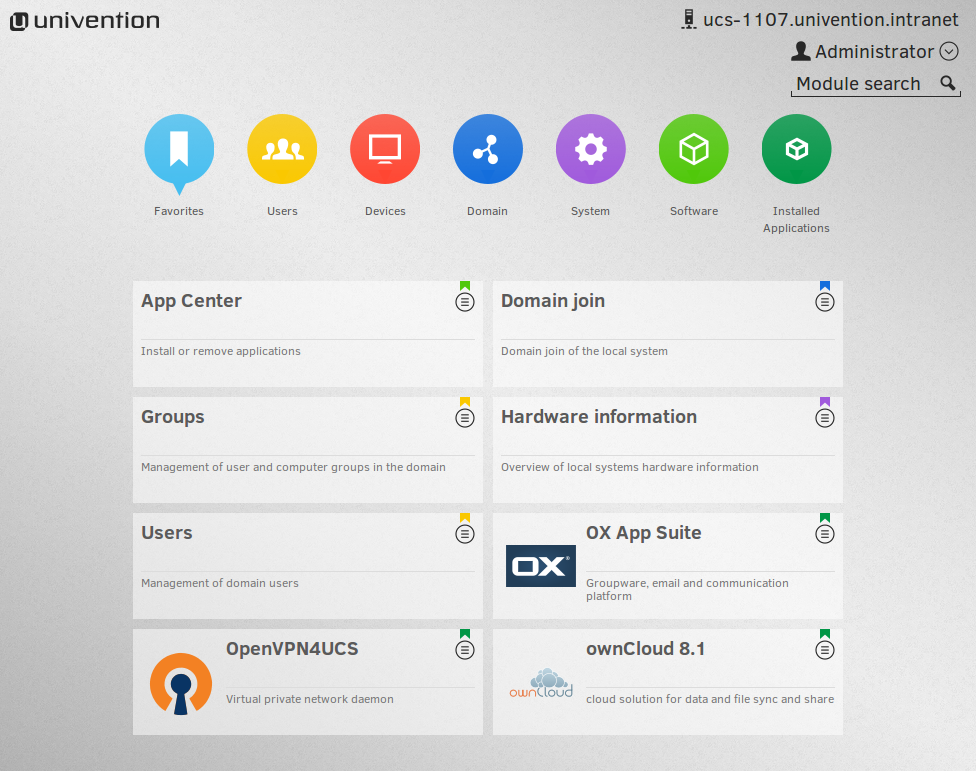 univention
ucs-1107.univention.intranet
Administrator
Module search
Favorites
Users
Devices
Domain
System
Software
Installed
Applications
App Center
Install or remove applications
Domain join
Domain join of the local system
Groups
Management of user and computer groups in the domain
Hardware information
Overview of local systems hardware information
Users
Management of domain users
OX®
OX App Suite
Groupware, email and communication
platform
OpenVPN4UCS
Virtual private network daemon
ownCloud
ownCloud 8.1
cloud solution for data and file sync and share